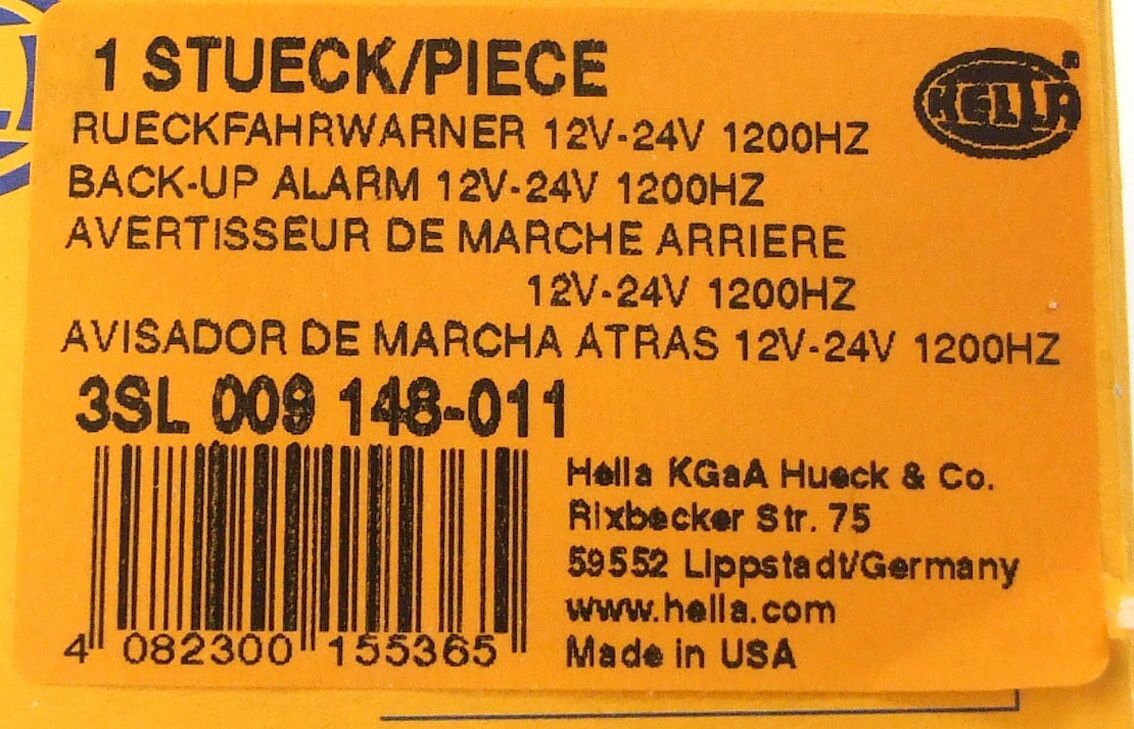 1 STUECK/PIECE
HELLA®
RUECKFAHRWARNER 12V-24V 1200HZ
BACK-UP ALARM 12V-24V 1200HZ
AVERTISSEUR DE MARCHE ARRIERE
12V-24V 1200HZ
AVISADOR DE MARCHA ATRAS 12V-24V 1200HZ
3SL 009 148-011
Hella KGaA Hueck & Co.
Rixbecker Str. 75
59552 Lippstadt/Germany
www.hella.com
Made in USA
4 082300 155365